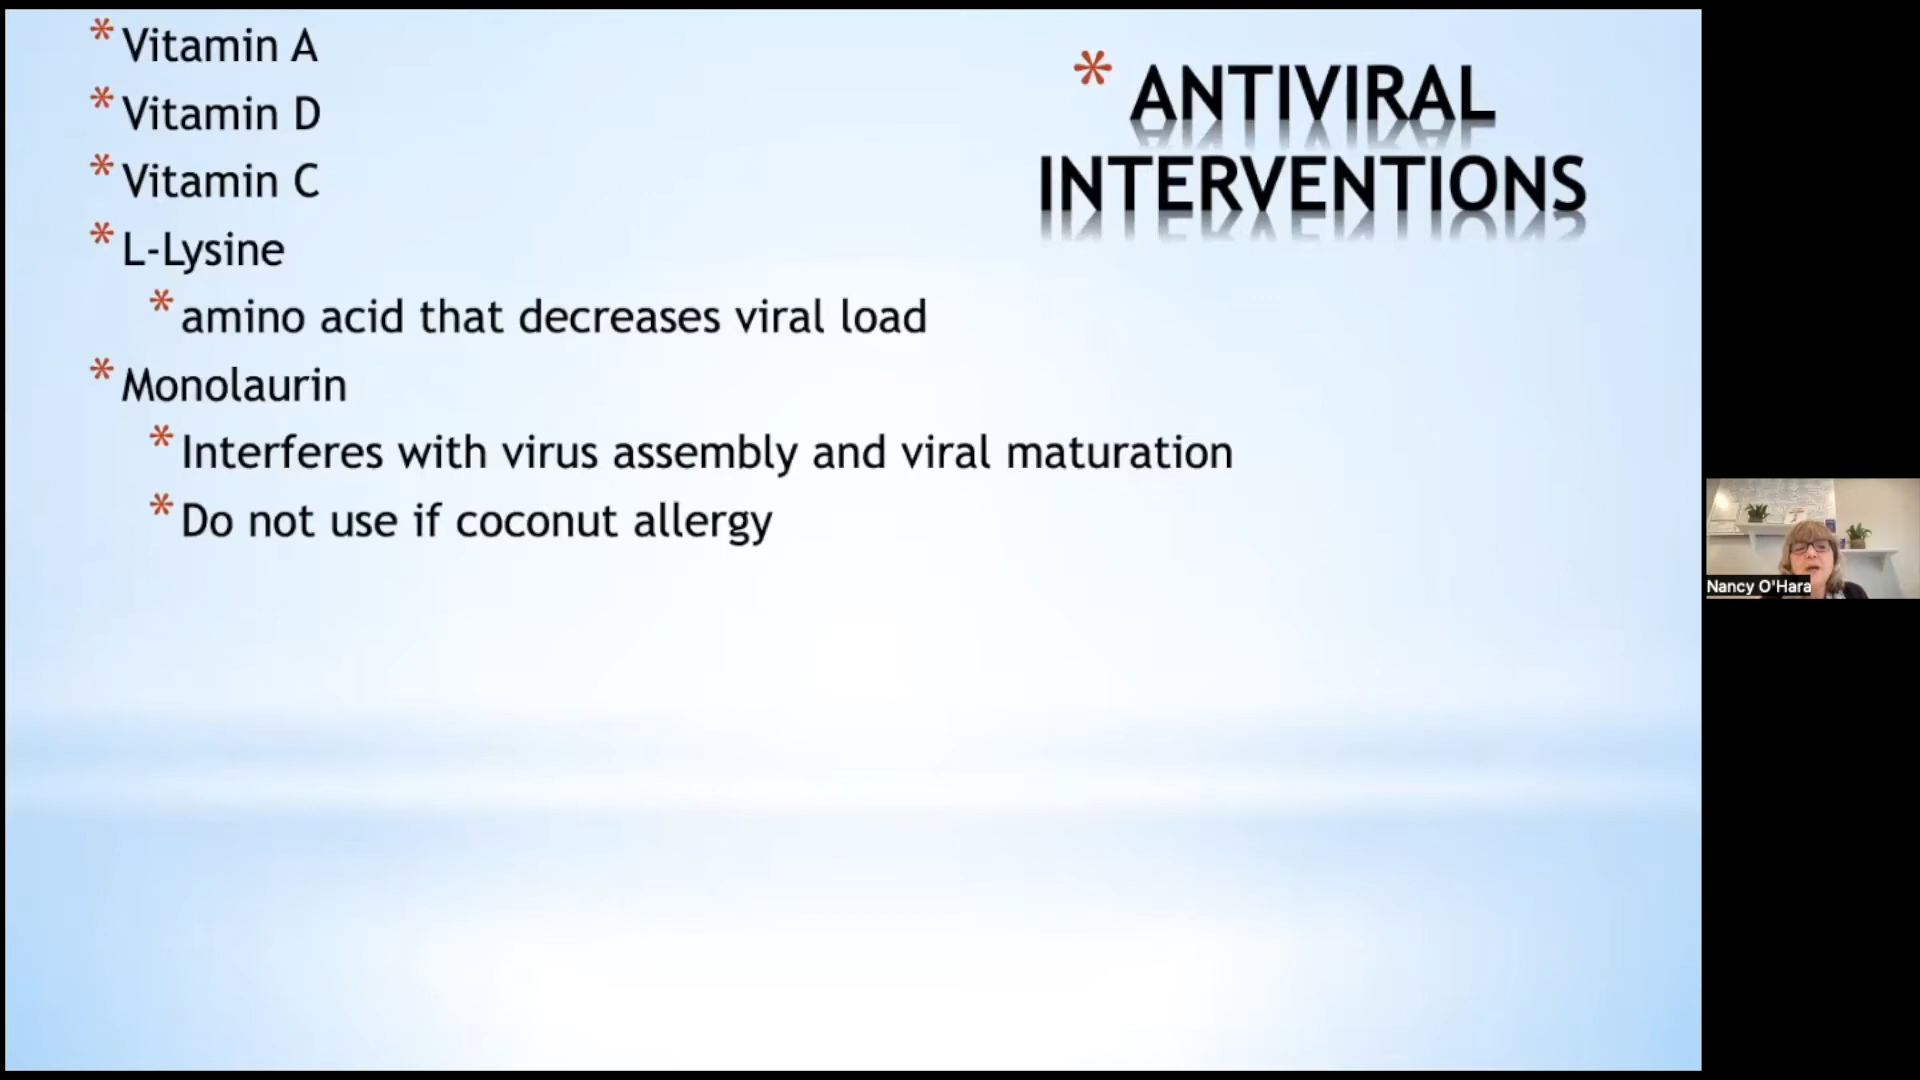 * Vitamin A
* Vitamin D
* Vitamin C
* L-Lysine
* amino acid that decreases viral load
* Monolaurin
* Interferes with virus assembly and viral maturation
* Do not use if coconut allergy
* ANTIVIRAL
INTERVENTIONS
Nancy O'Hara